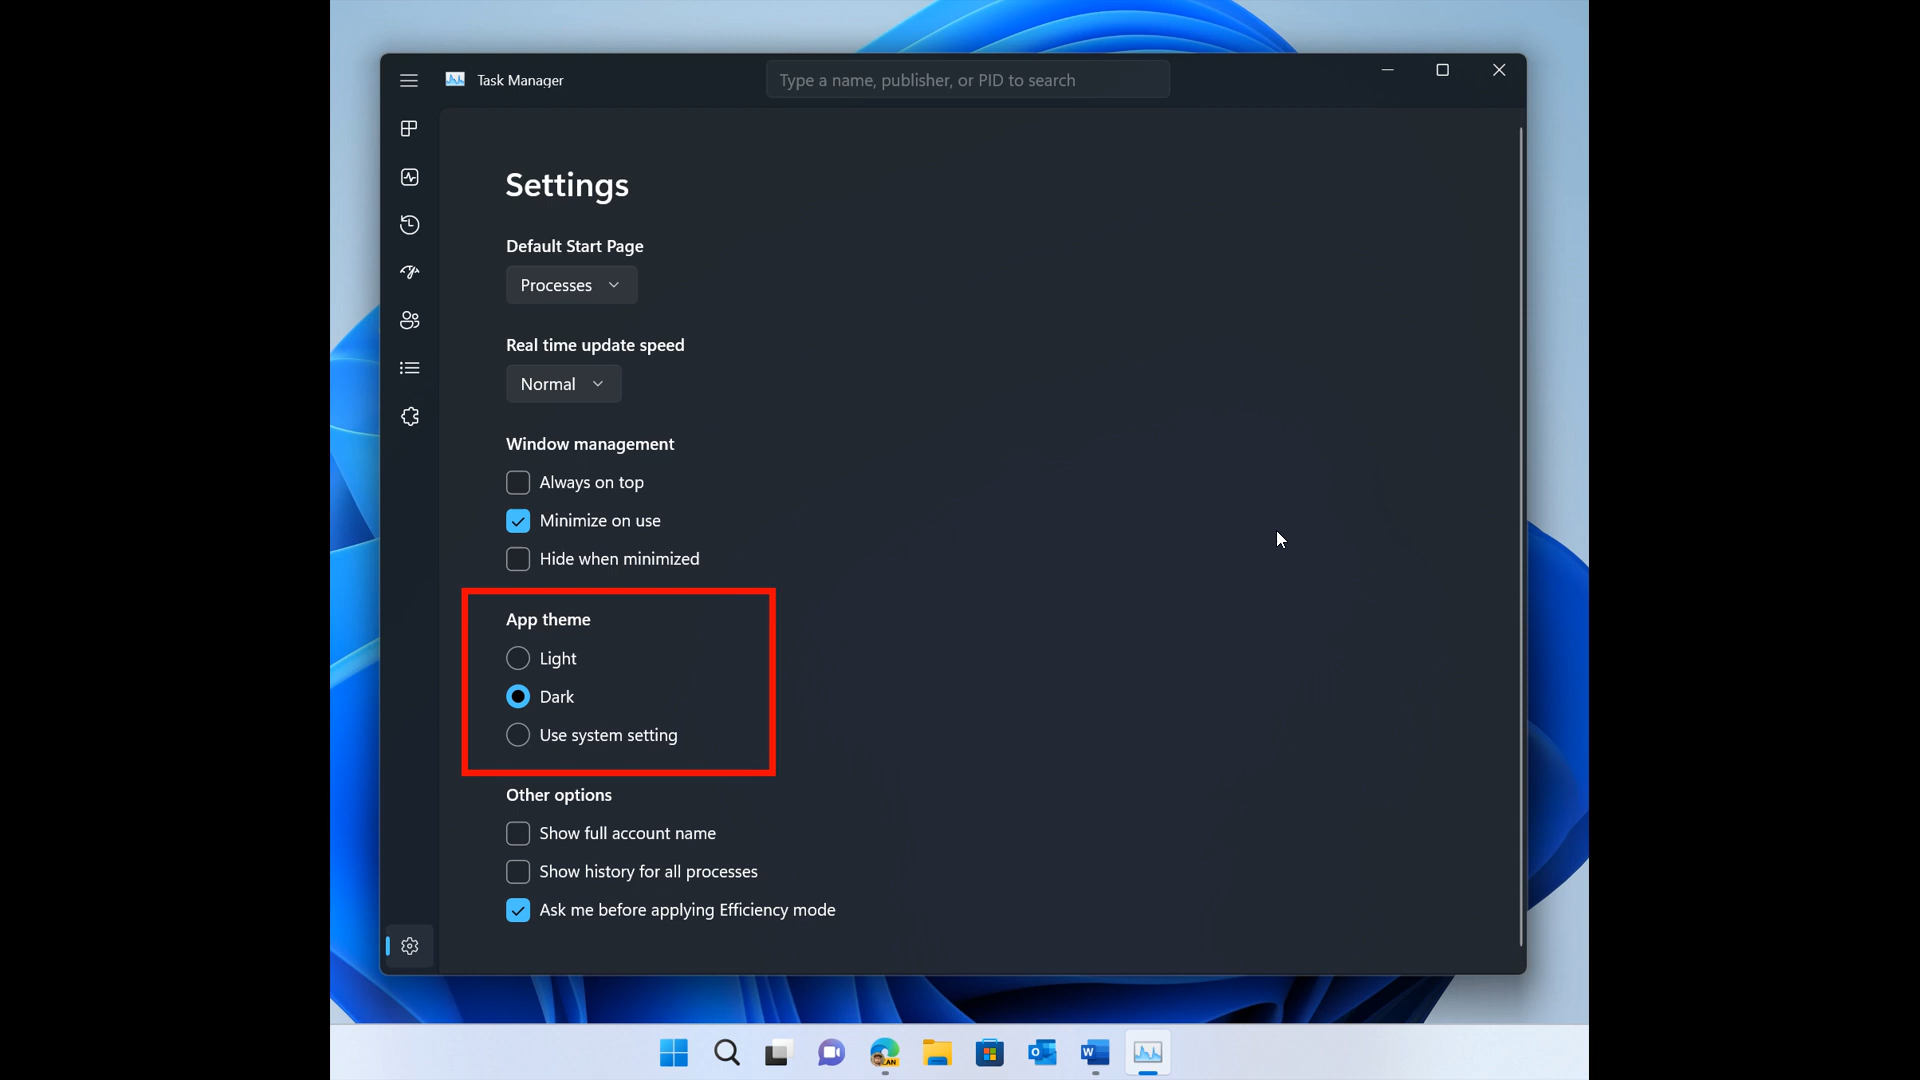 Task Manager
Type a name, publisher, or PID to search
Settings
Default Start Page
Processes
Real time update speed
Normal
Window management
Always on top
Minimize on use
Hide when minimized
App theme
Light
Dark
Use system setting
Other options
Show full account name
Show history for all processes
Ask me before applying Efficiency mode